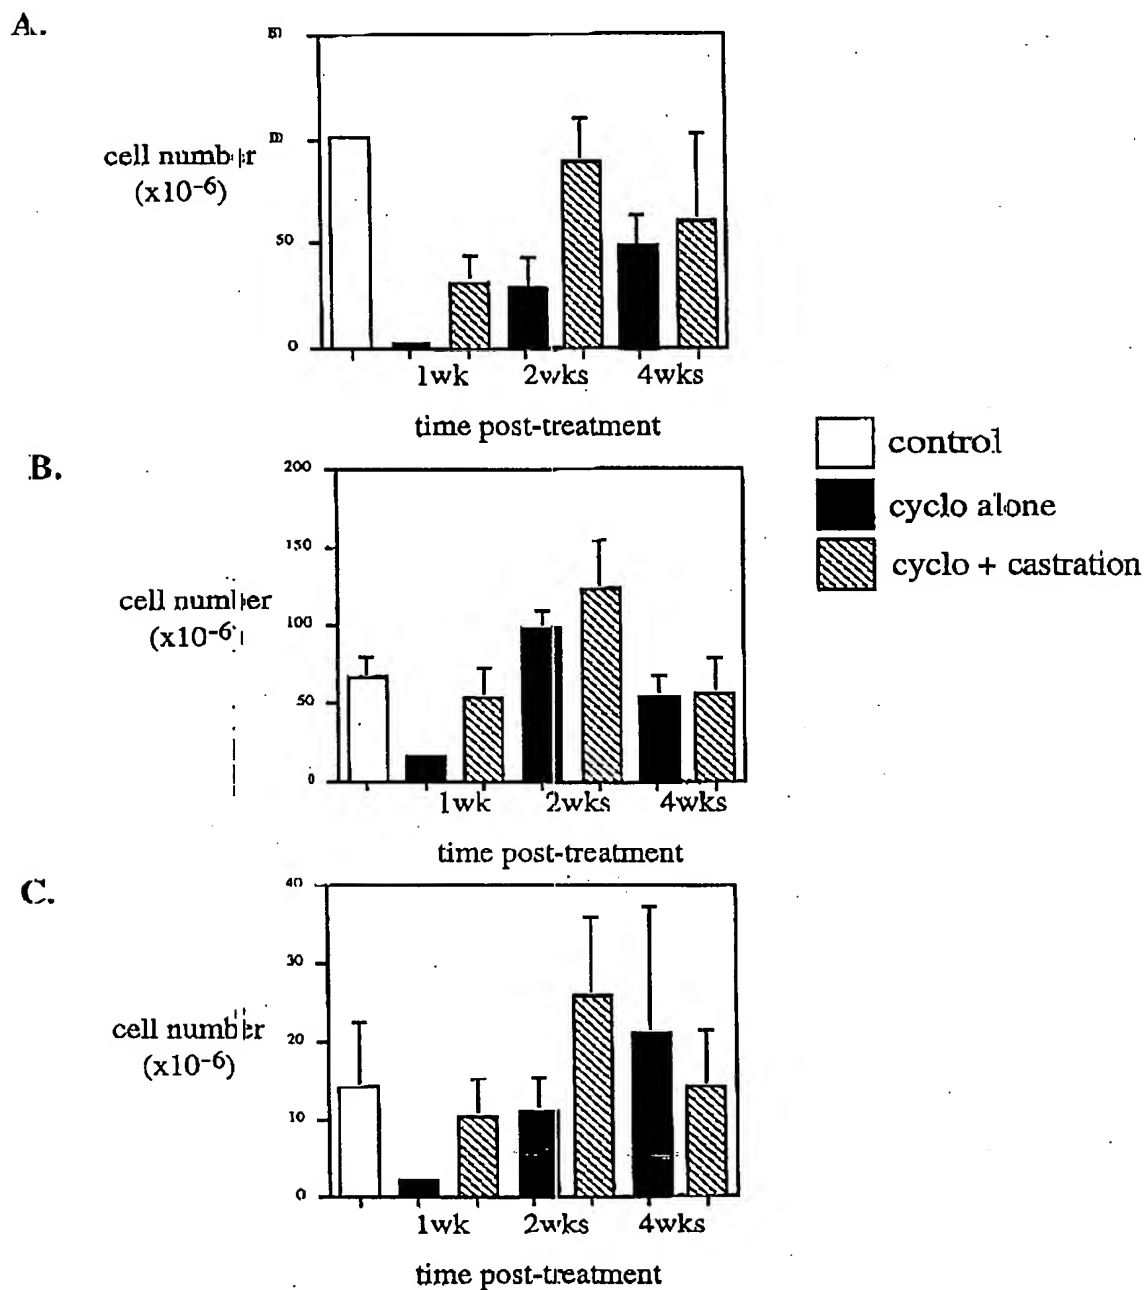 A.
cell number
(x10-6)
50
0
1wk 2wks 4wks
time post-treatment
control
cyclo alone
cyclo + castration
B.
200
150
100
50
0
cell number
(x10-6)
1wk 2wks 4wks
time post-treatment
C.
40
30
20
10
0
cell number
(x10-6)
1wk 2wks 4wks
time post-treatment